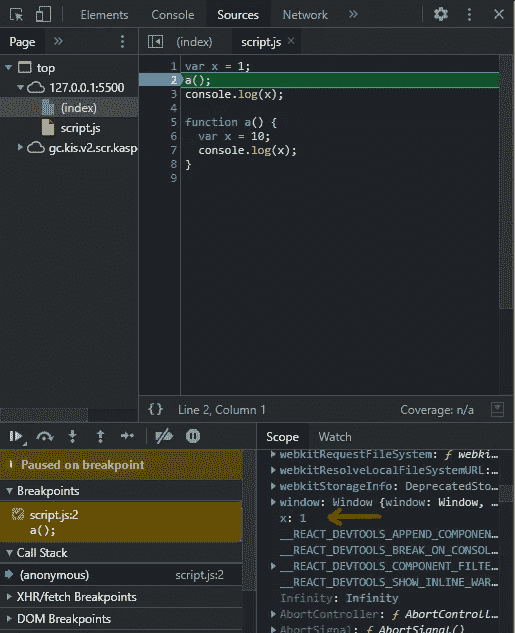 Elements Console Sources Network »
Page » (index) script.js ×
top
127.0.0.1:5500
(index)
script.js
gc.kis.v2.scr.kaspe
1 var x = 1;
2 a();
3 console.log(x);
4
5 function a() {
6 var x = 10;
7 console.log(x);
8 }
9
{} Line 2, Column 1 Coverage: n/a
Paused on breakpoint
Breakpoints
script.js:2
a();
Call Stack
(anonymous) script.js:2
XHR/fetch Breakpoints
DOM Breakpoints
Scope Watch
webkitRequestFileSystem: ƒ webki…
webkitResolveLocalFileSystemURL:
webkitStorageInfo: DeprecatedSto…
window: Window {window: Window, …
x: 1
__REACT_DEVTOOLS_APPEND_COMPONEN…
__REACT_DEVTOOLS_BREAK_ON_CONSOL…
__REACT_DEVTOOLS_COMPONENT_FILTE…
__REACT_DEVTOOLS_SHOW_INLINE_WAR…
Infinity: Infinity
AbortController: ƒ AbortControll…
AbortSignal: ƒ AbortSignal()